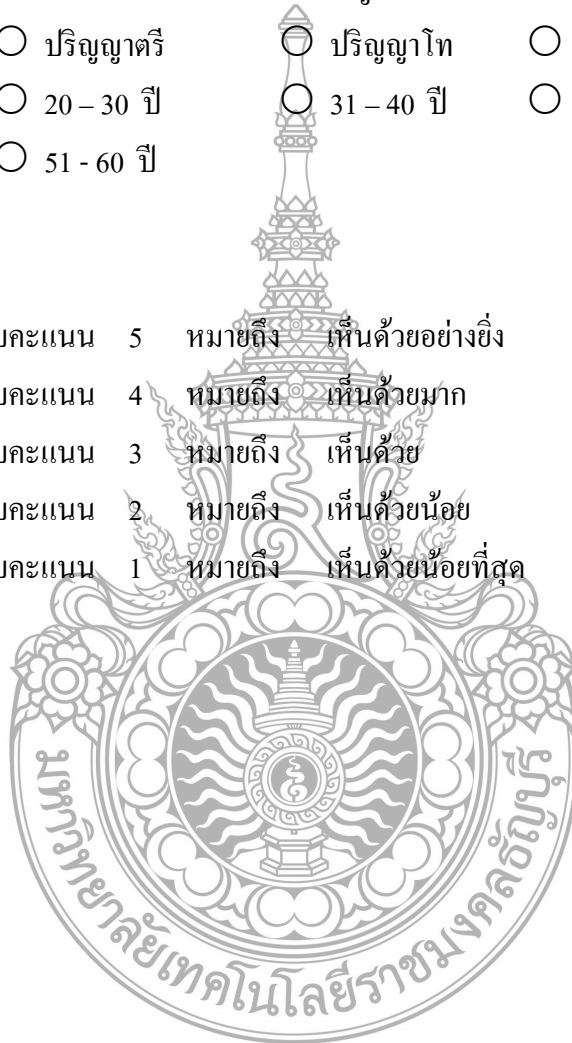 ○ ปริญญาตรี ○ ปริญญาโท ○
○ 20 – 30 ปี ○ 31 – 40 ปี ○
○ 51 - 60 ปี
คะแนน 5 หมายถึง เห็นด้วยอย่างยิ่ง
คะแนน 4 หมายถึง เห็นด้วยมาก
คะแนน 3 หมายถึง เห็นด้วย
คะแนน 2 หมายถึง เห็นด้วยน้อย
คะแนน 1 หมายถึง เห็นด้วยน้อยที่สุด
มหาวิทยาลัยเทคโนโลยีราชมงคลธัญบุรี